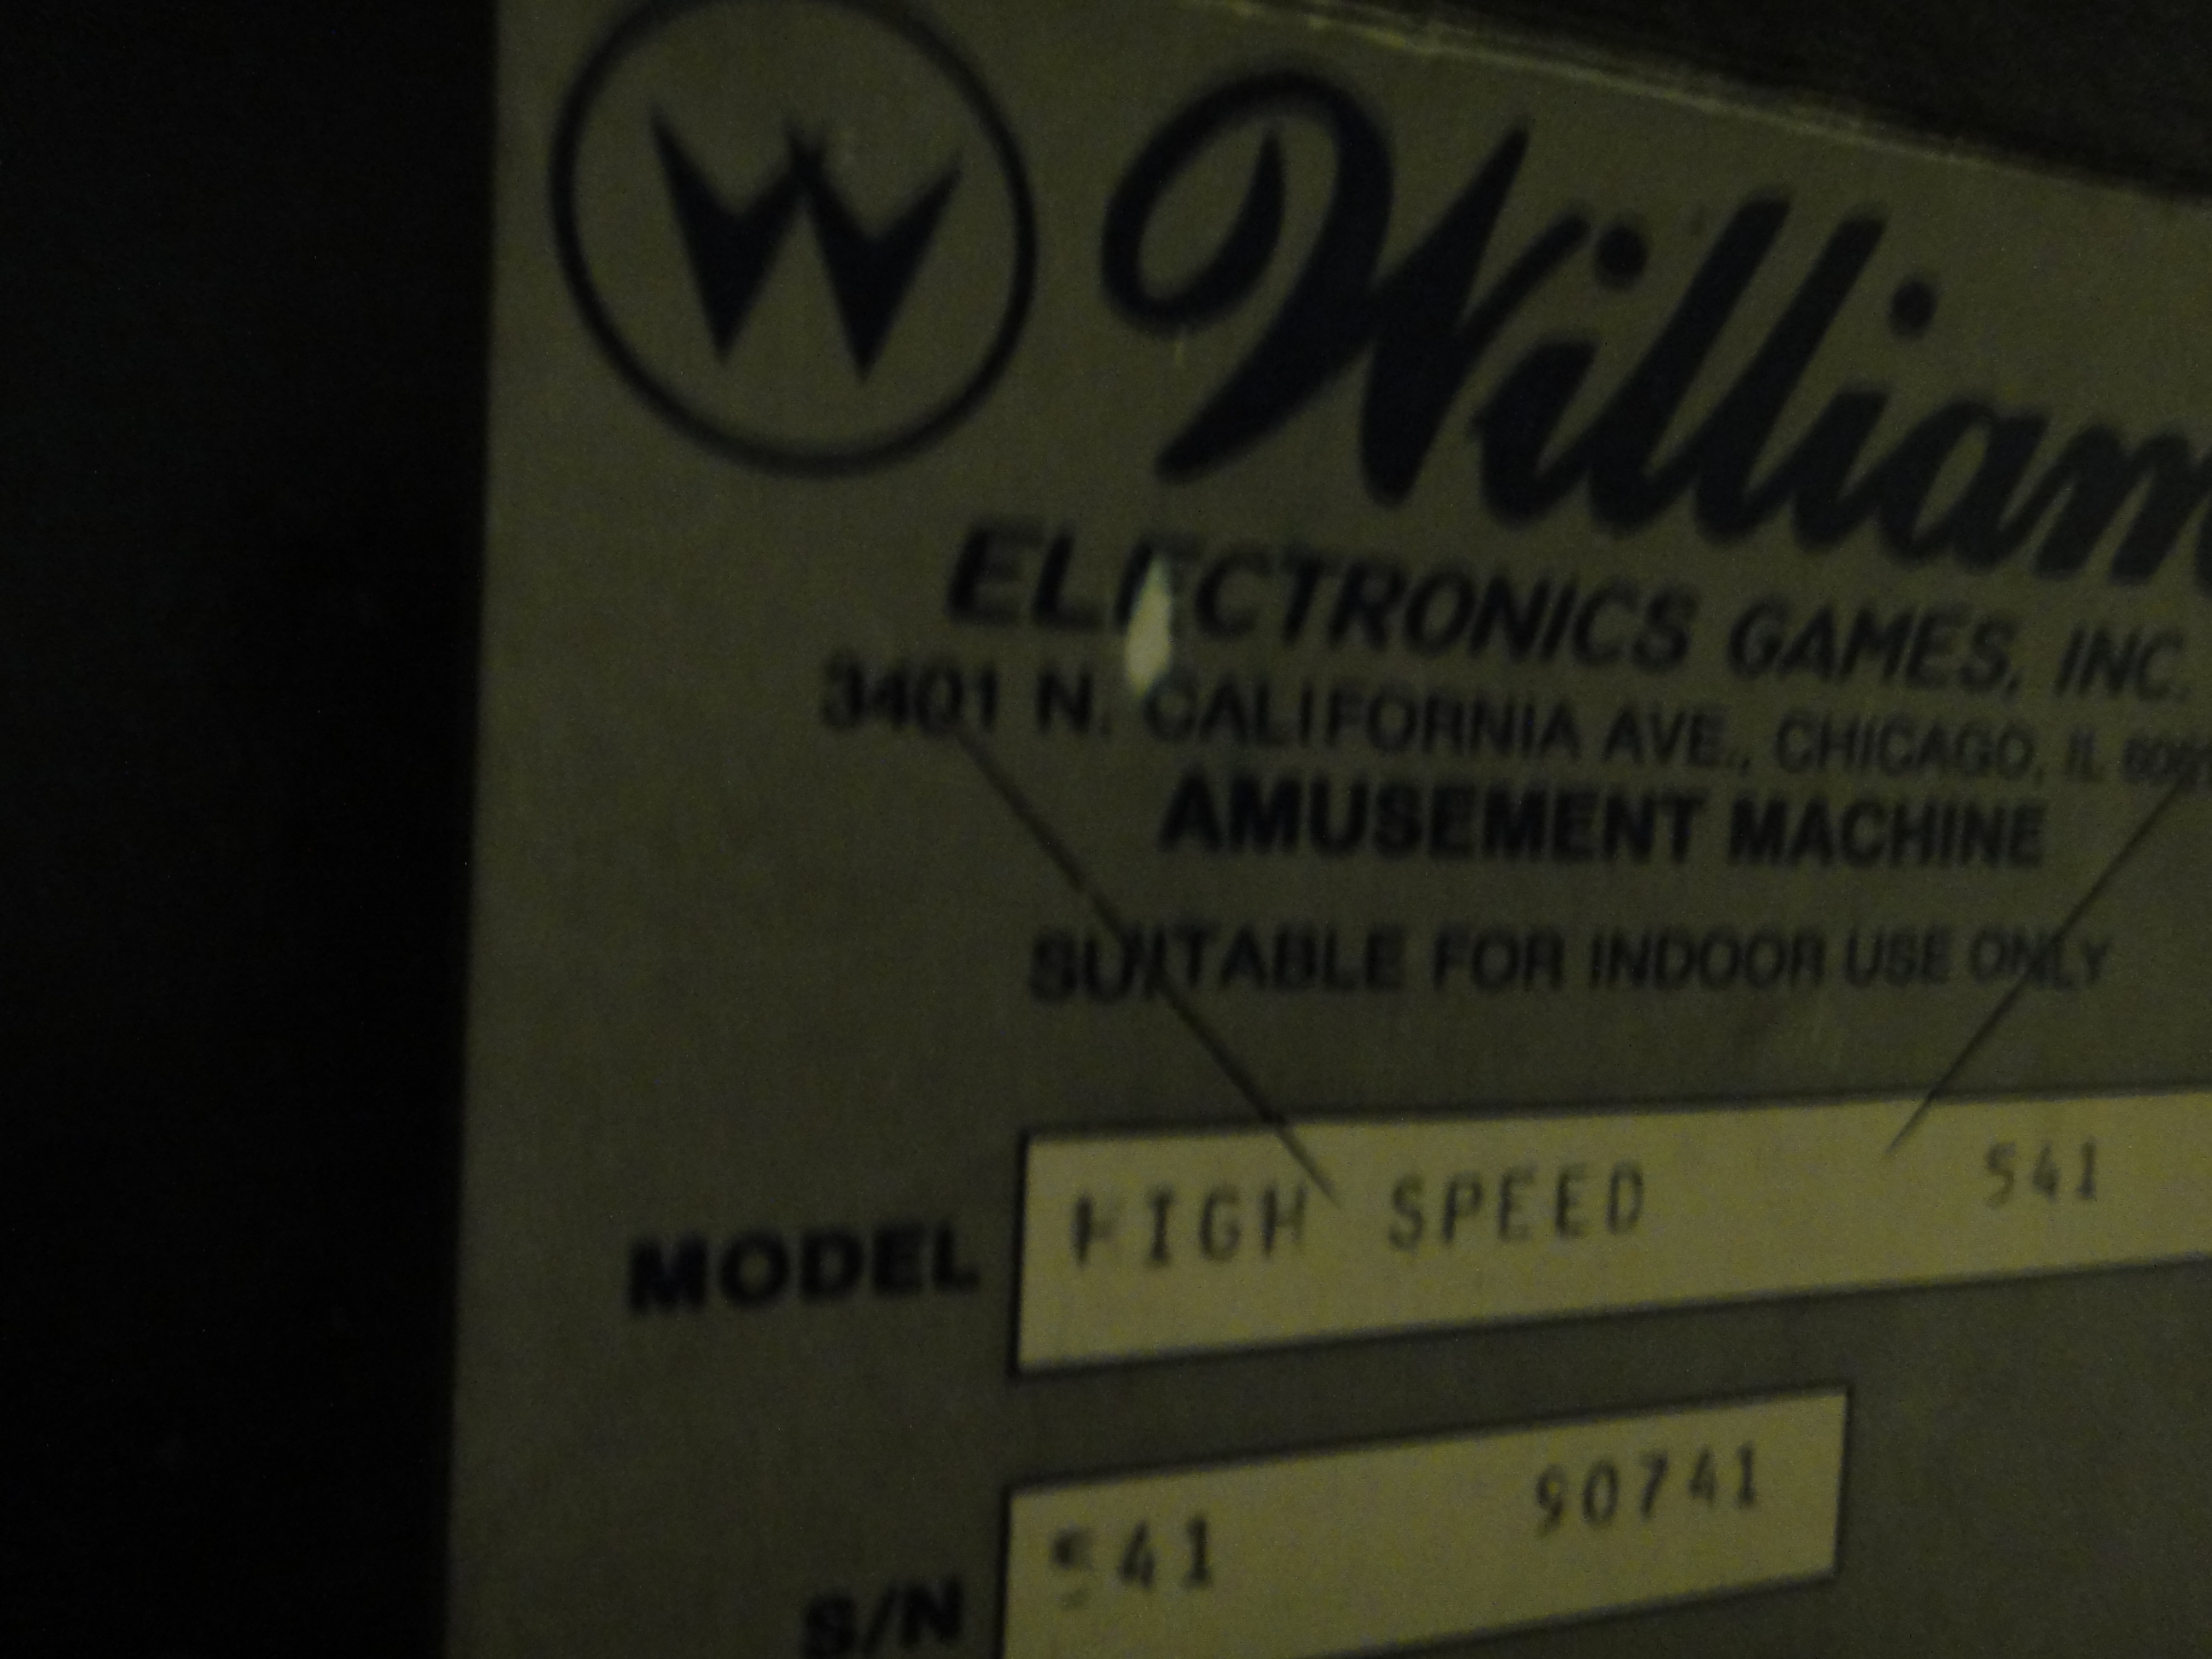 W William
ELECTRONICS GAMES, INC.
3401 N. CALIFORNIA AVE., CHICAGO, IL
AMUSEMENT MACHINE
SUITABLE FOR INDOOR USE ONLY
MODEL HIGH SPEED 541
S/N 541 90741